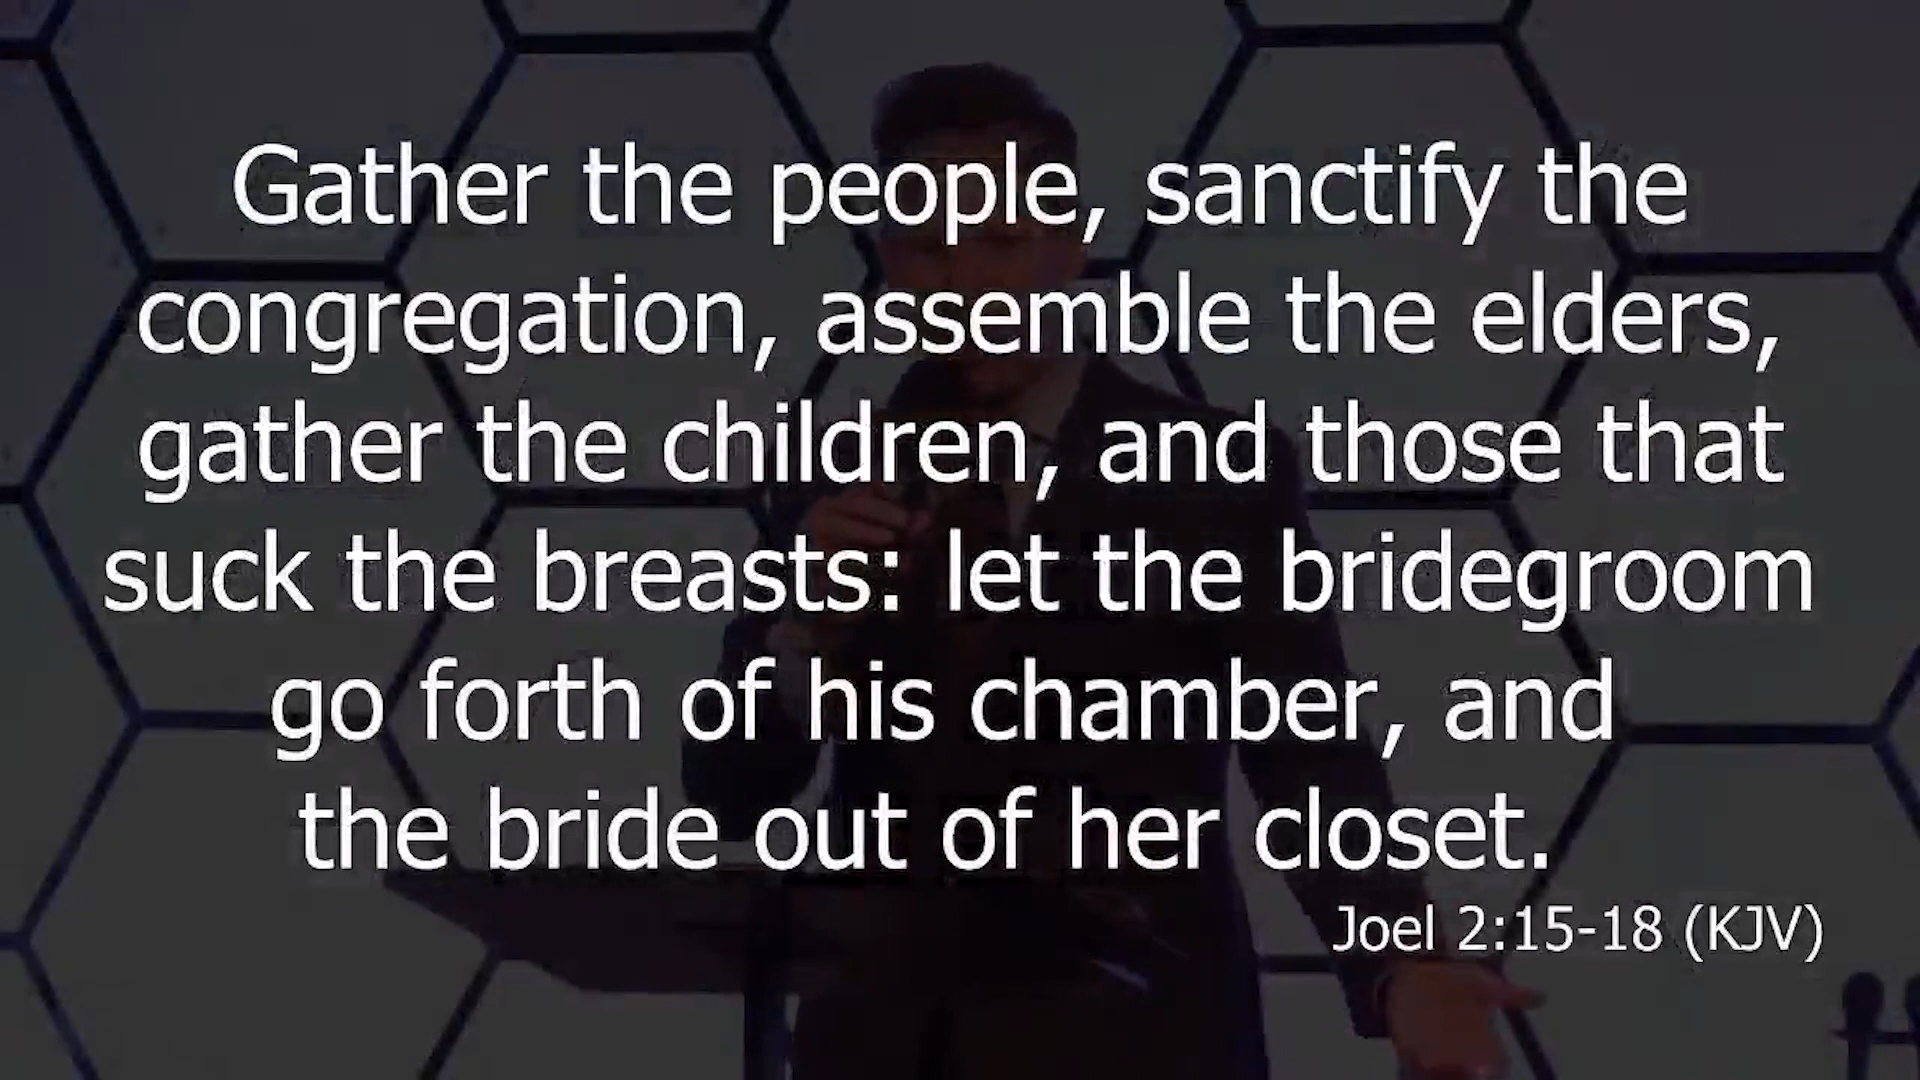 Gather the people, sanctify the
congregation, assemble the elders,
gather the children, and those that
suck the breasts: let the bridegroom
go forth of his chamber, and
the bride out of her closet.
Joel 2:15-18 (KJV)